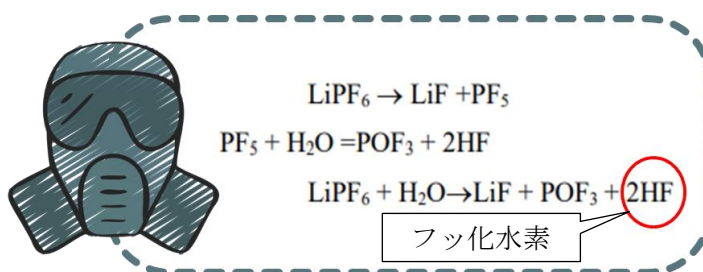 LiPF₆ → LiF +PF₅
PF₅ + H₂O =POF₃ + 2HF
LiPF₆ + H₂O→LiF + POF₃ + 2HF
フッ化水素